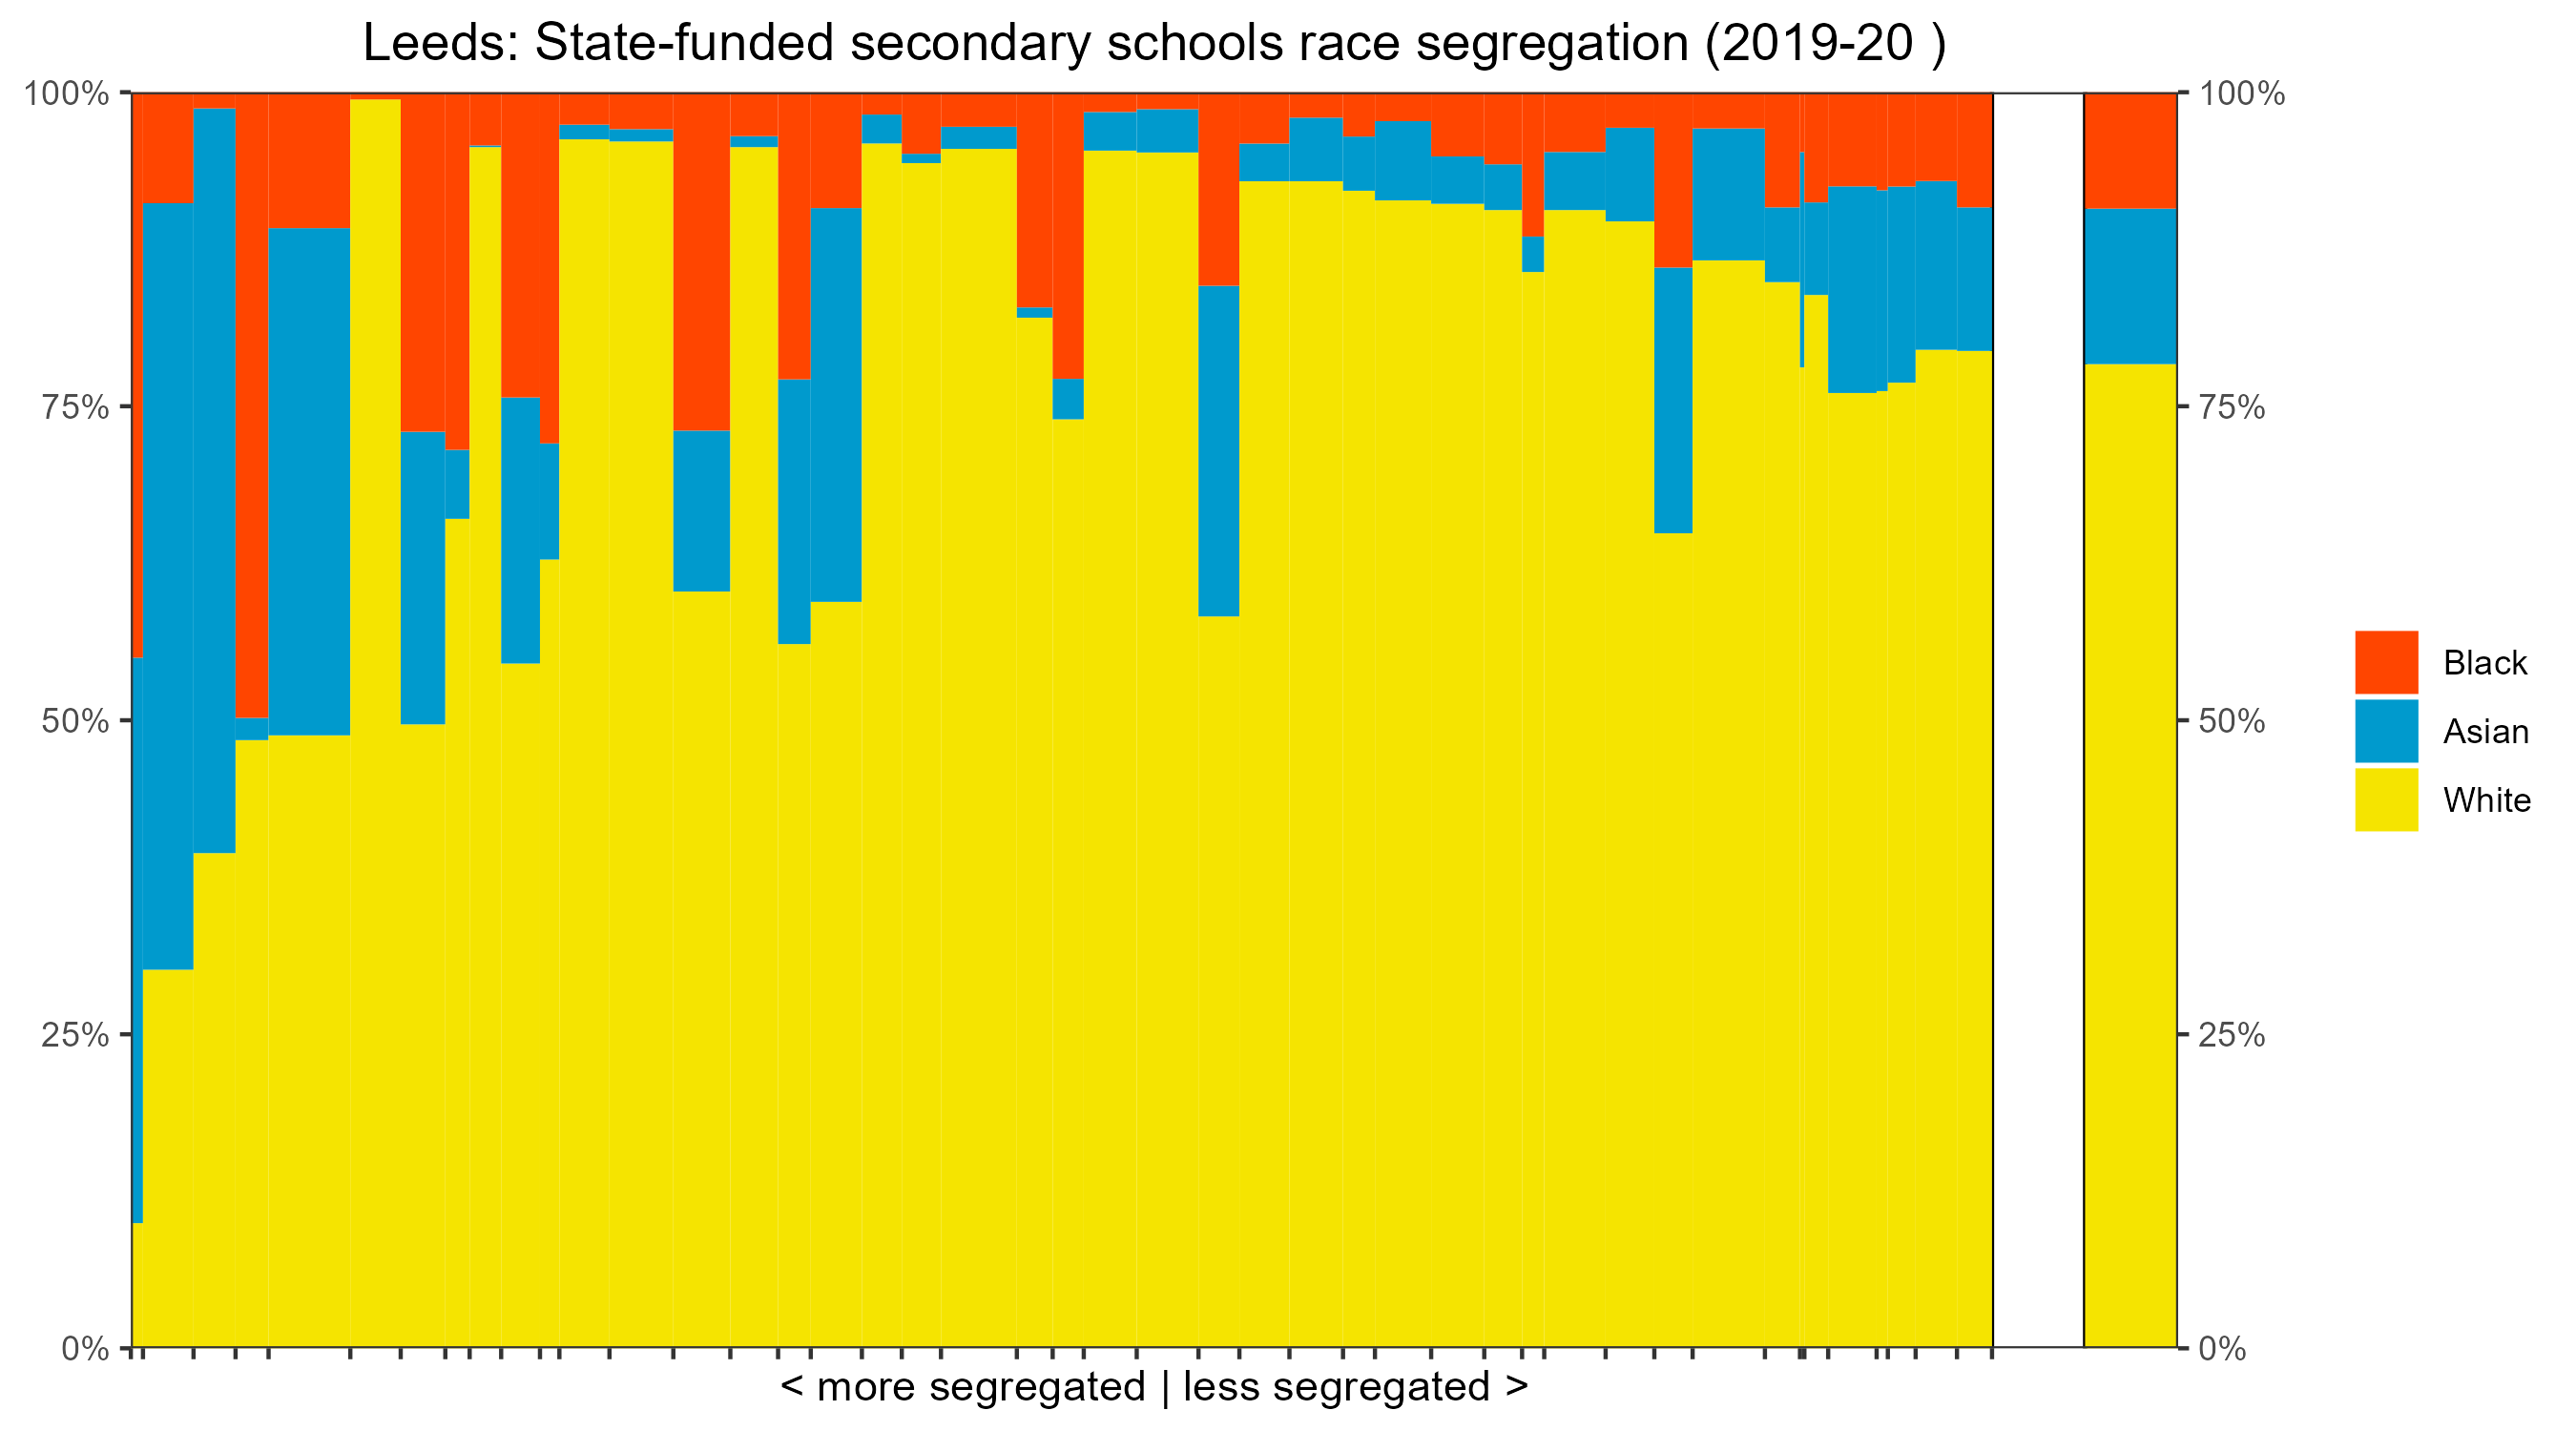 Leeds: State-funded secondary schools race segregation (2019-20 )
100%
75%
50%
25%
0%
100%
75%
50%
25%
0%
Black
Asian
White
< more segregated | less segregated >